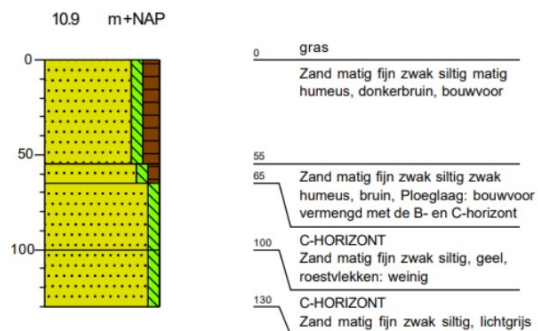 10.9 m+NAP
0
50
100
0 gras
Zand matig fijn zwak siltig matig
humeus, donkerbruin, bouwvoor
55
65 Zand matig fijn zwak siltig zwak
humeus, bruin, Ploeglaag: bouwvoor
vermengd met de B- en C-horizont
100 C-HORIZONT
Zand matig fijn zwak siltig, geel,
roestvlekken: weinig
130 C-HORIZONT
Zand matig fijn zwak siltig, lichtgrijs